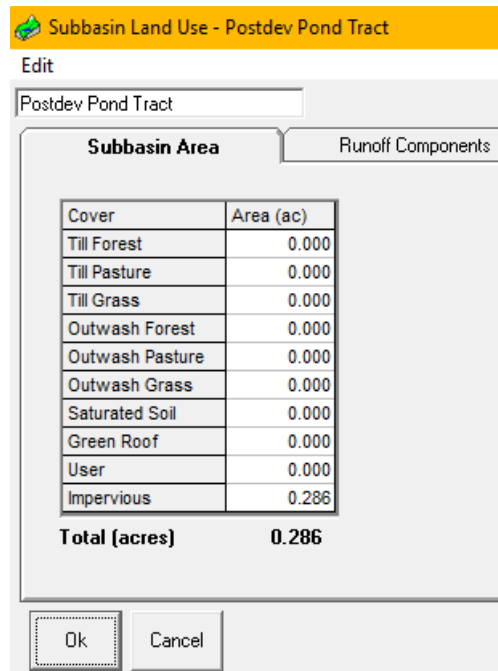 Subbasin Land Use - Postdev Pond Tract
Edit
Postdev Pond Tract
Subbasin Area Runoff Components
Cover Area (ac)
Till Forest 0.000
Till Pasture 0.000
Till Grass 0.000
Outwash Forest 0.000
Outwash Pasture 0.000
Outwash Grass 0.000
Saturated Soil 0.000
Green Roof 0.000
User 0.000
Impervious 0.286
Total (acres) 0.286
Ok Cancel